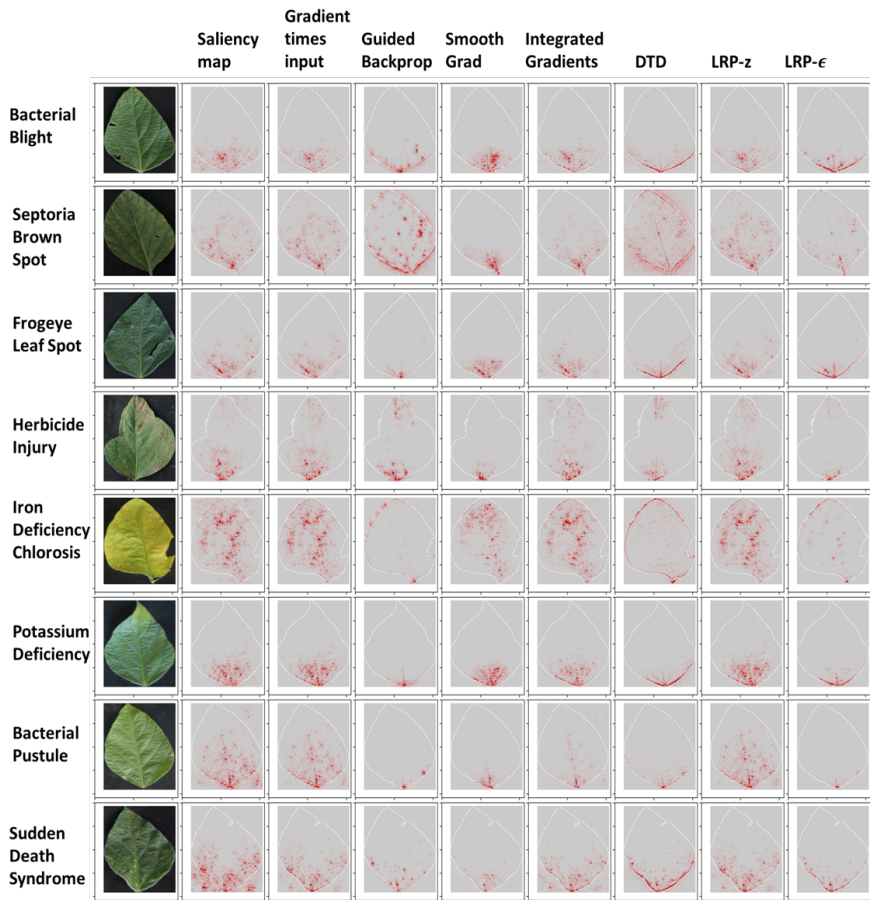 Saliency map
Gradient times input
Guided Backprop
Smooth Grad
Integrated Gradients
DTD
LRP-z
LRP-ϵ
Bacterial
Blight
Septoria
Brown
Spot
Frogeye
Leaf Spot
Herbicide
Injury
Iron
Deficiency
Chlorosis
Potassium
Deficiency
Bacterial
Pustule
Sudden
Death
Syndrome